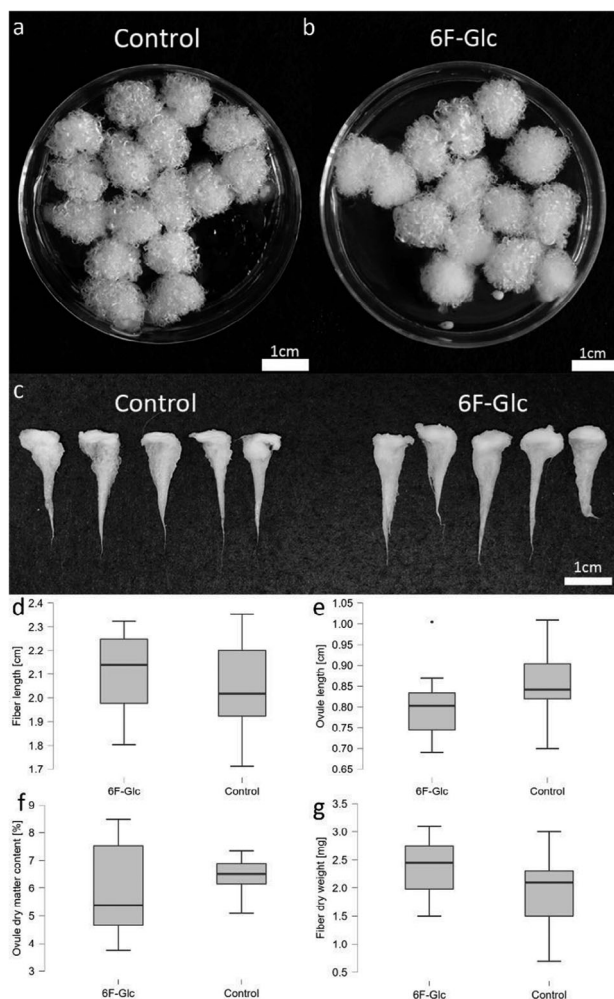 a Control
b 6F-Glc
1cm
1cm
c Control 6F-Glc
1cm
d
Fiber length [cm]
2.4
2.3
2.2
2.1
2.0
1.9
1.8
1.7
6F-Glc Control
e
Ovule length [cm]
1.05
1.00
0.95
0.90
0.85
0.80
0.75
0.70
0.65
6F-Glc Control
f
Ovule dry matter content [%]
9
8
7
6
5
4
3
6F-Glc Control
g
Fiber dry weight [mg]
3.5
3.0
2.5
2.0
1.5
1.0
0.5
6F-Glc Control